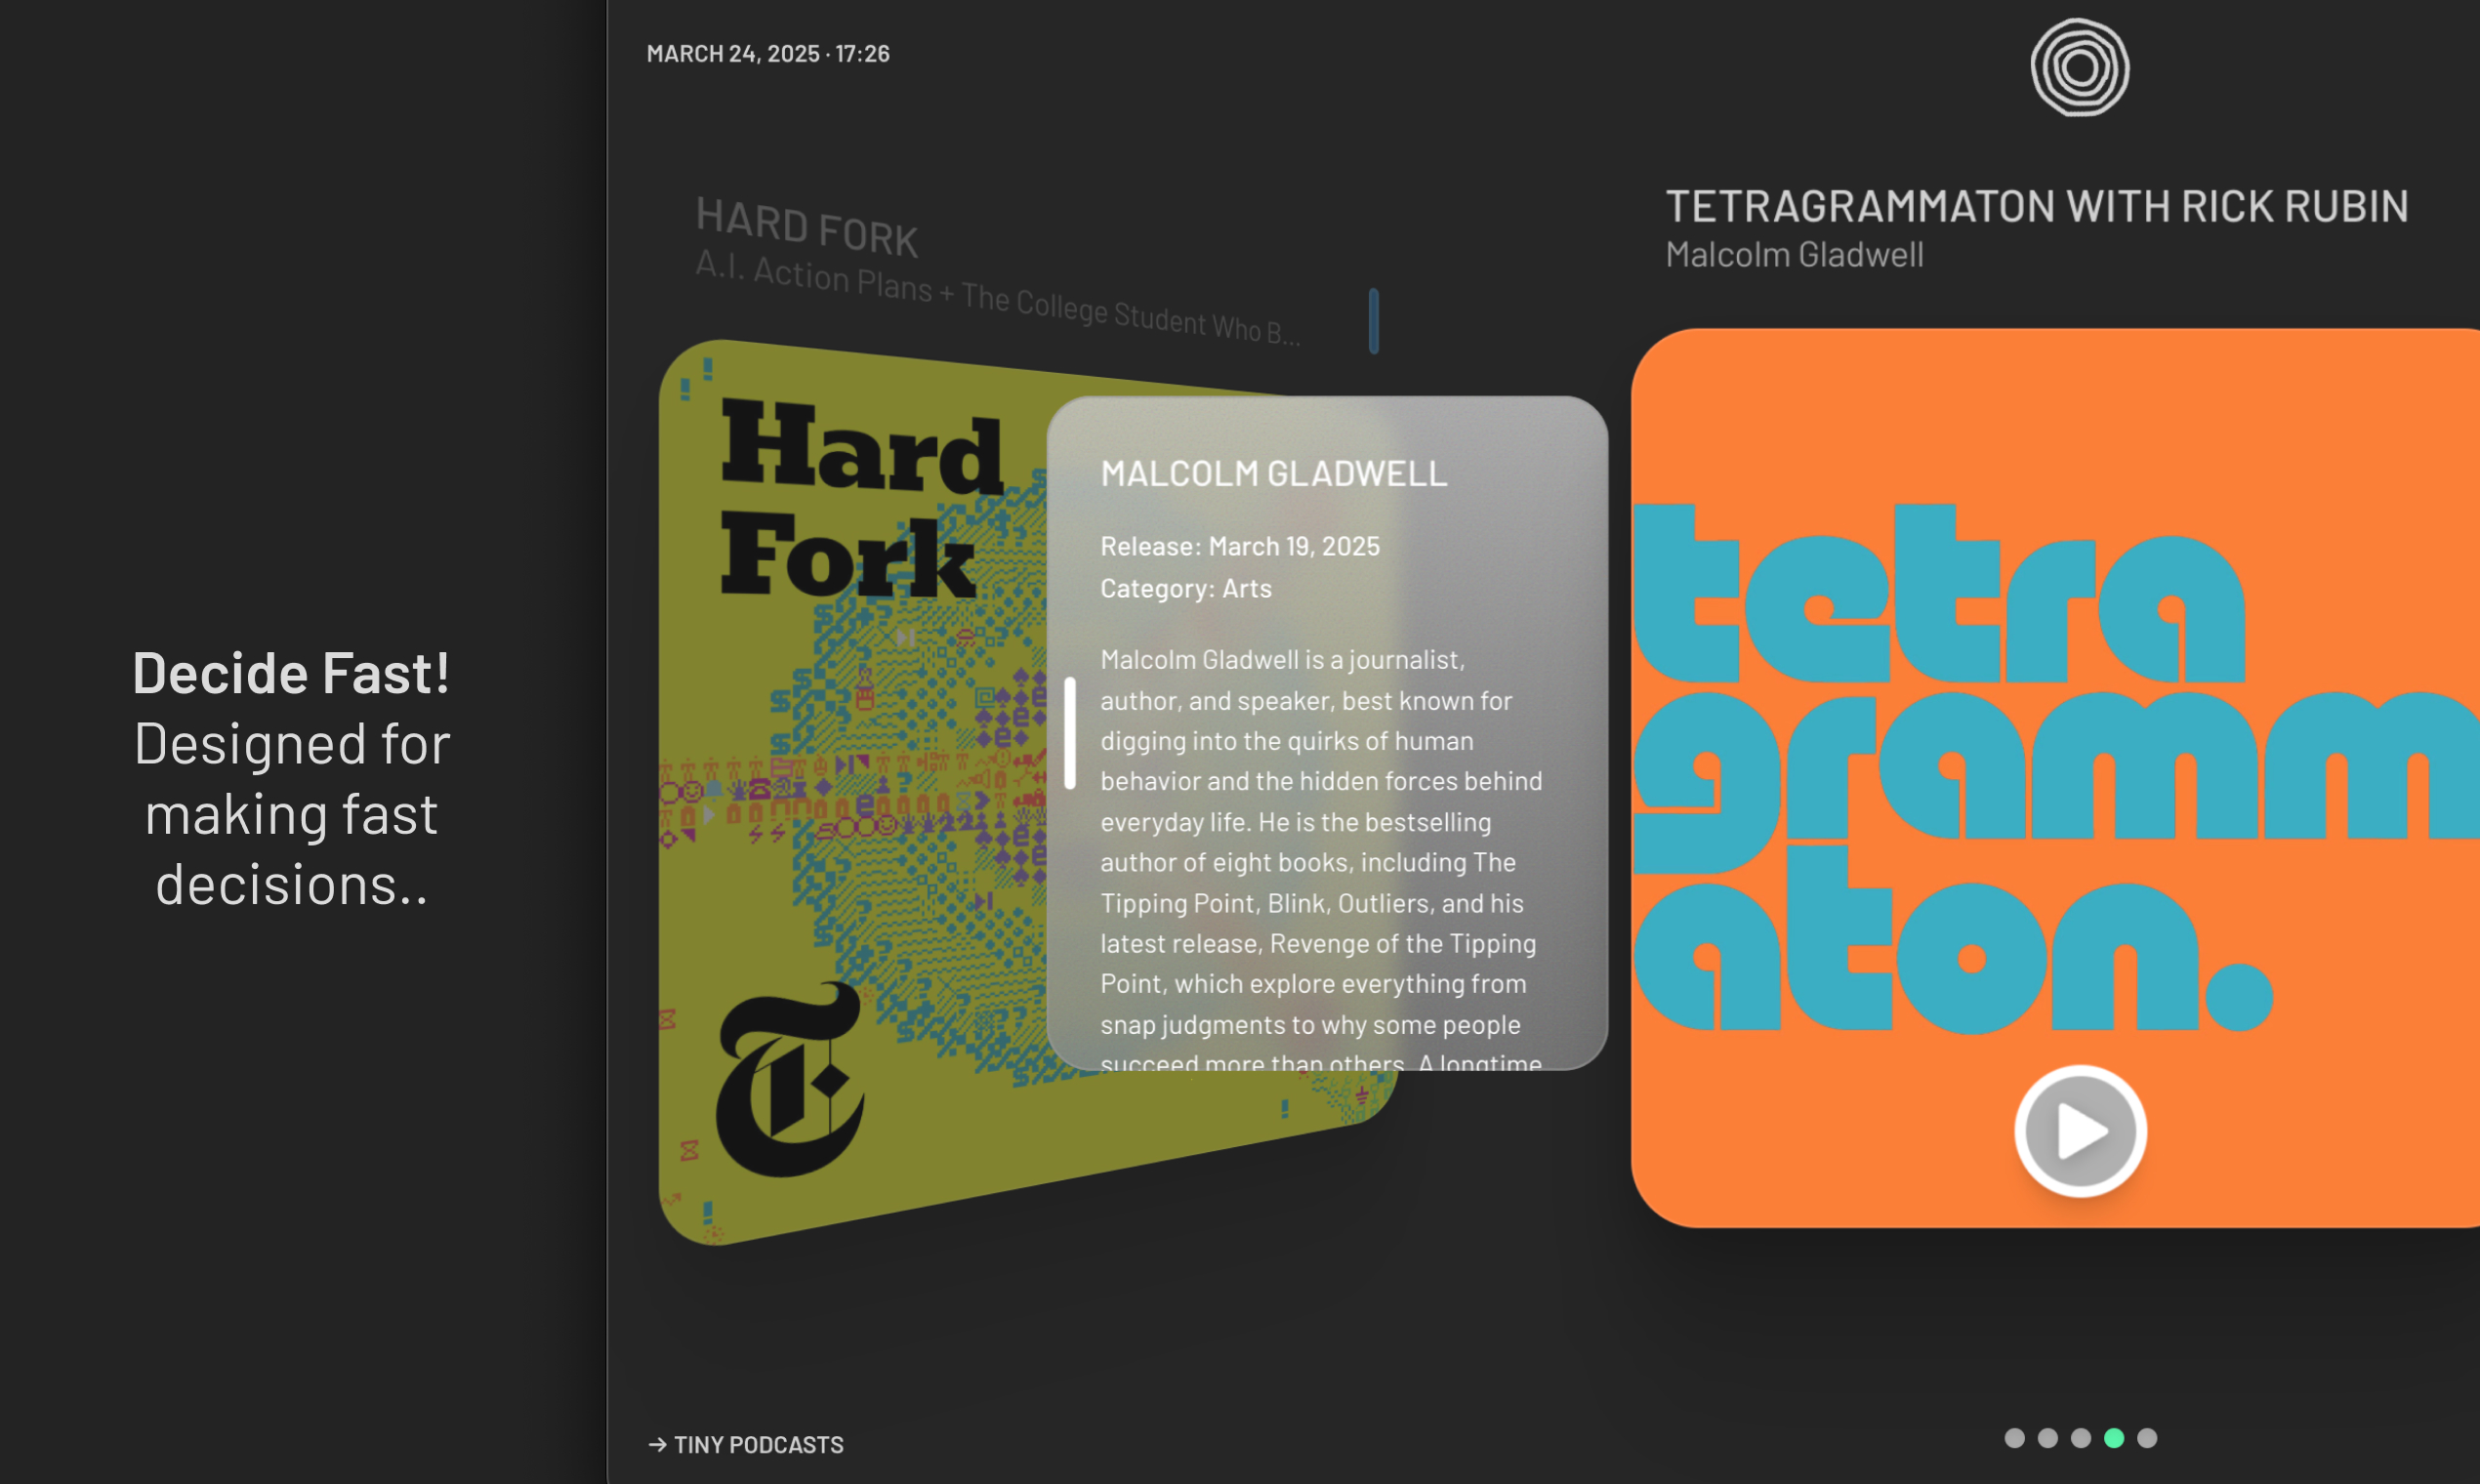 Decide Fast!
Designed for
making fast
decisions..
MARCH 24, 2025 · 17:26
HARD FORK
A.I. Action Plans + The College Student Who B...
Hard
Fork
T
MALCOLM GLADWELL
Release: March 19, 2025
Category: Arts
Malcolm Gladwell is a journalist,
author, and speaker, best known for
digging into the quirks of human
behavior and the hidden forces behind
everyday life. He is the bestselling
author of eight books, including The
Tipping Point, Blink, Outliers, and his
latest release, Revenge of the Tipping
Point, which explore everything from
snap judgments to why some people
succeed more than others. A longtime
TETRAGRAMMATON WITH RICK RUBIN
Malcolm Gladwell
tetra
gramm
aton.
→ TINY PODCASTS